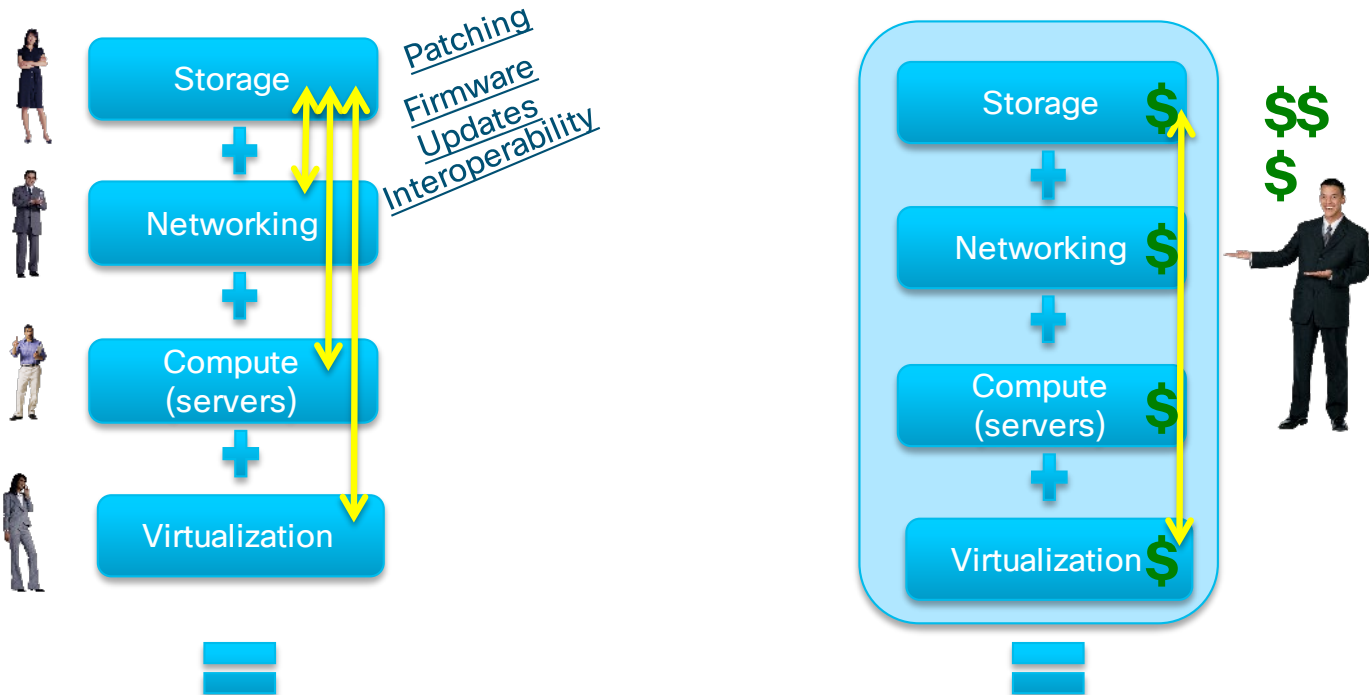 Storage
Patching
Firmware
Updates
Interoperability
Networking
Compute
(servers)
Virtualization
Storage $
$$
$
Networking $
Compute
(servers) $
Virtualization $